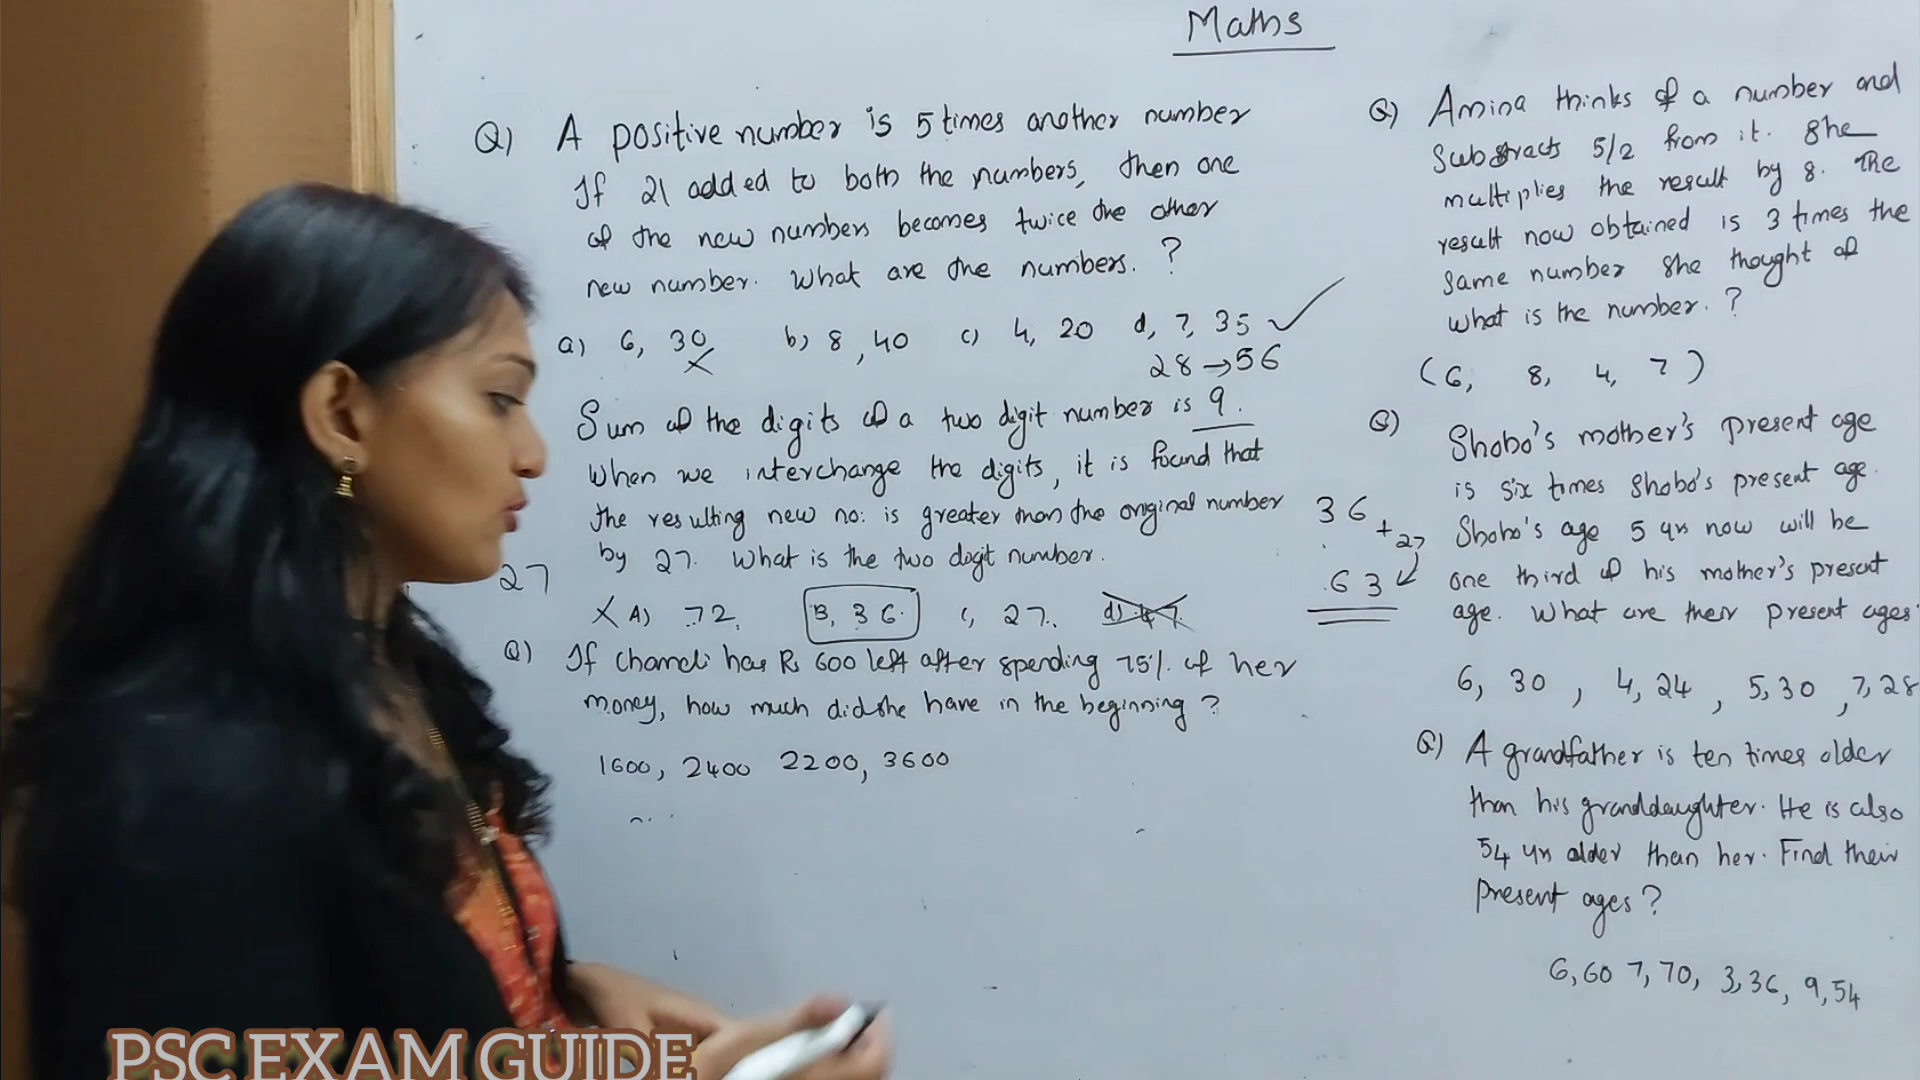 Maths
Q) A positive number is 5 times another number
If 21 added to both the numbers, then one
of the new numbers becomes twice the other
new number. What are the numbers. ?
a) 6, 30 b) 8, 40 c) 4, 20 d, 7, 35 ✓
X
28 → 56
Sum of the digits of a two digit number is 9.
When we interchange the digits, it is found that
the resulting new no: is greater than the original number
by 27. What is the two digit number.
27
X A) 72 B, 36. C, 27.
36
+27
63
Q) If Chameli has Rs 600 left after spending 75% of her
money, how much did she have in the beginning ?
1600, 2400 2200, 3600
Q) Amina thinks of a number and
Substracts 5/2 from it. She
multiplies the result by 8. The
result now obtained is 3 times the
same number she thought of
What is the number. ?
(6, 8, 4, 7)
Q) Shobo's mother's present age
is six times Shobo's present age.
Shobo's age 5 yrs now will be
one third of his mother's present
age. What are their present ages
6, 30, 4, 24, 5, 30, 7, 28
Q) A grandfather is ten times older
than his granddaughter. He is also
54 yrs older than her. Find their
present ages?
6, 60 7, 70, 3, 36, 9, 54
PSC EXAM GUIDE